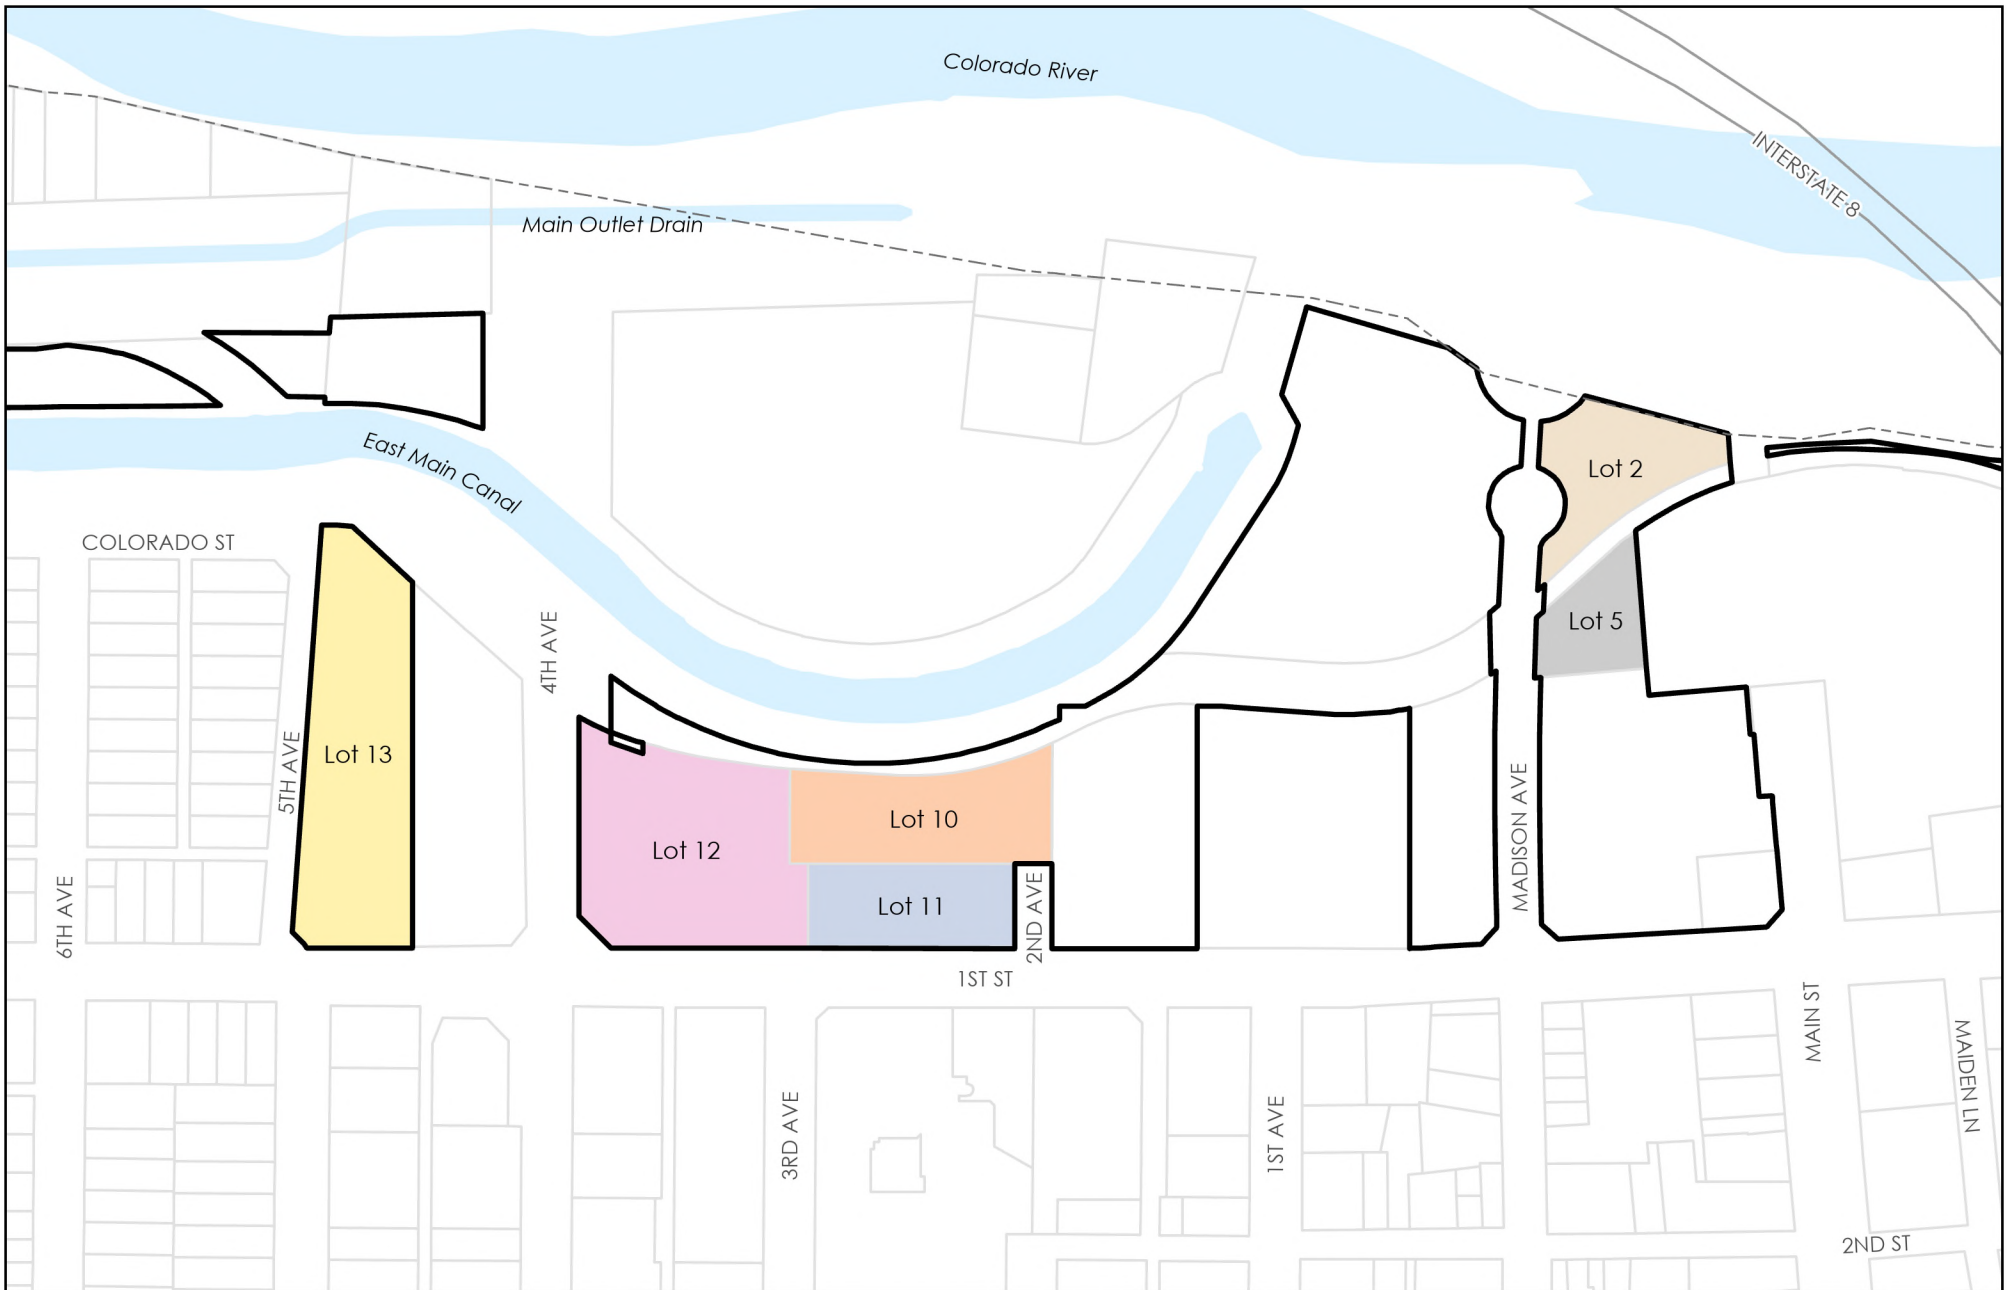 Colorado River
INTERSTATE 8
Main Outlet Drain
East Main Canal
Lot 2
COLORADO ST
Lot 5
4TH AVE
5TH AVE
Lot 13
Lot 10
Lot 12
MADISON AVE
Lot 11
6TH AVE
2ND AVE
1ST ST
MAIN ST
MAIDEN LN
3RD AVE
1ST AVE
2ND ST